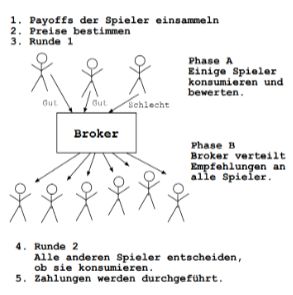 1. Payoffs der Spieler einsammeln
2. Preise bestimmen
3. Runde 1
Phase A
Einige Spieler
konsumieren und
bewerten.
Gut
Gut
Schlecht
Broker
Phase B
Broker verteilt
Empfehlungen an
alle Spieler.
4. Runde 2
Alle anderen Spieler entscheiden,
ob sie konsumieren.
5. Zahlungen werden durchgeführt.